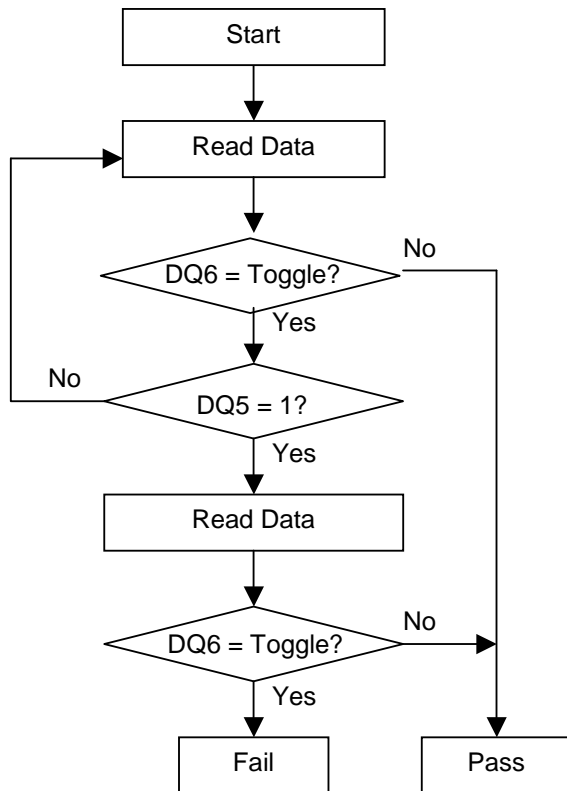 Start
Read Data
DQ6 = Toggle?
No
Yes
No
DQ5 = 1?
Yes
Read Data
DQ6 = Toggle?
No
Yes
Fail
Pass